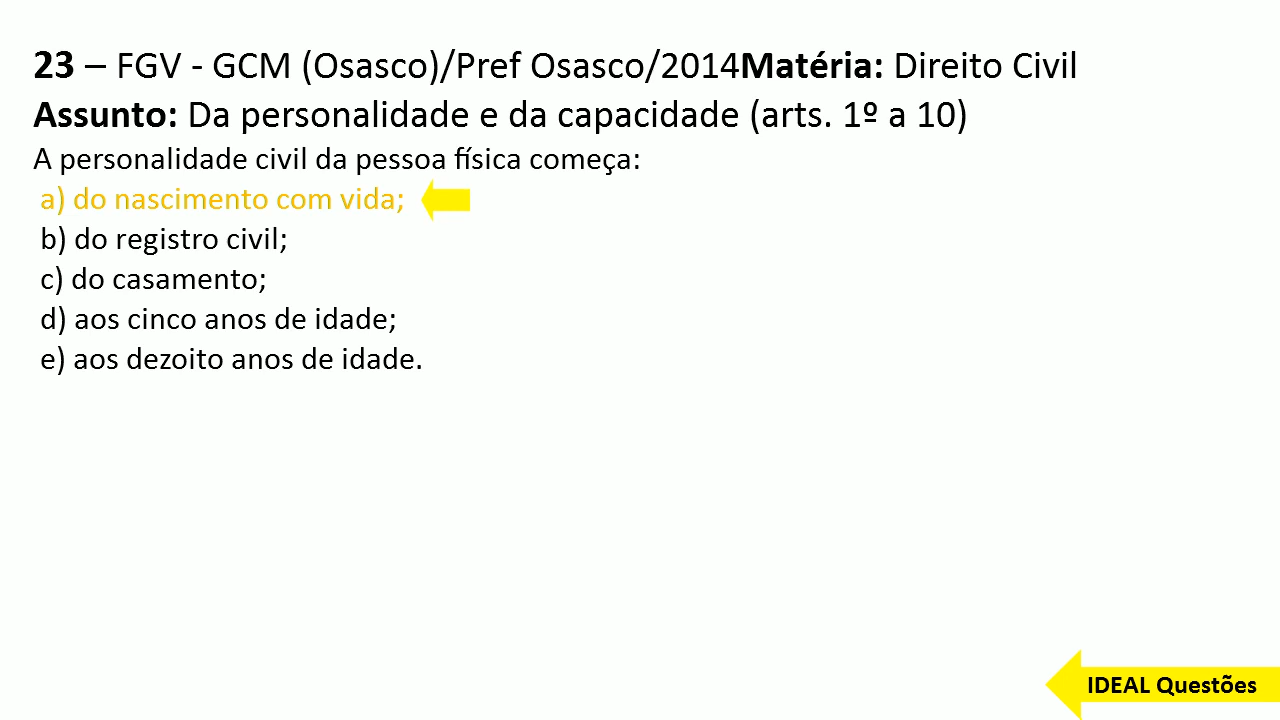 23 – FGV - GCM (Osasco)/Pref Osasco/2014Matéria: Direito Civil
Assunto: Da personalidade e da capacidade (arts. 1º a 10)
A personalidade civil da pessoa física começa:
a) do nascimento com vida;
b) do registro civil;
c) do casamento;
d) aos cinco anos de idade;
e) aos dezoito anos de idade.
IDEAL Questões